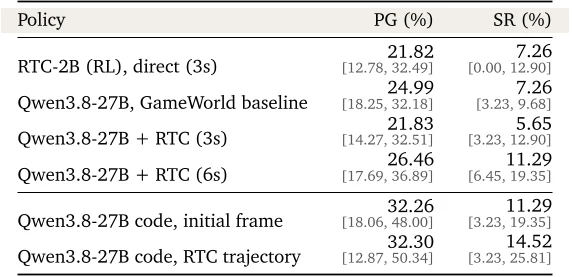 Policy PG (%) SR (%)
RTC-2B (RL), direct (3s) 21.82 7.26
[12.78, 32.49] [0.00, 12.90]
Qwen3.8-27B, GameWorld baseline 24.99 7.26
[18.25, 32.18] [3.23, 9.68]
Qwen3.8-27B + RTC (3s) 21.83 5.65
[14.27, 32.51] [3.23, 12.90]
Qwen3.8-27B + RTC (6s) 26.46 11.29
[17.69, 36.89] [6.45, 19.35]
Qwen3.8-27B code, initial frame 32.26 11.29
[18.06, 48.00] [3.23, 19.35]
Qwen3.8-27B code, RTC trajectory 32.30 14.52
[12.87, 50.34] [3.23, 25.81]